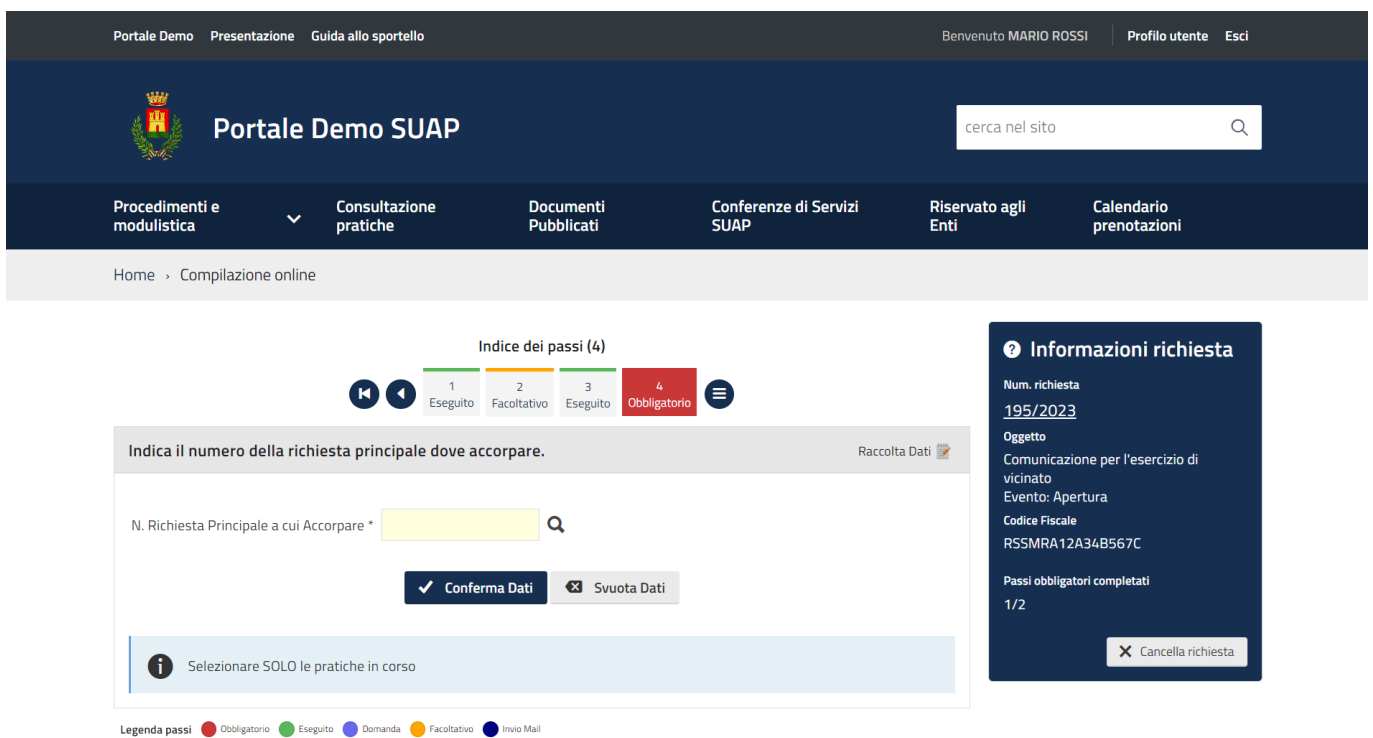 Portale Demo Presentazione Guida allo sportello Benvenuto MARIO ROSSI Profilo utente Esci
Portale Demo SUAP
cerca nel sito
Procedimenti e modulistica
Consultazione pratiche
Documenti Pubblicati
Conferenze di Servizi SUAP
Riservato agli Enti
Calendario prenotazioni
Home › Compilazione online
Indice dei passi (4)
1 Eseguito
2 Facoltativo
3 Eseguito
4 Obbligatorio
Indica il numero della richiesta principale dove accorpare. Raccolta Dati
N. Richiesta Principale a cui Accorpare *
Conferma Dati Svuota Dati
Selezionare SOLO le pratiche in corso
Legenda passi Obbligatorio Eseguito Domanda Facoltativo Invio Mail
Informazioni richiesta
Num. richiesta
195/2023
Oggetto
Comunicazione per l'esercizio di
vicinato
Evento: Apertura
Codice Fiscale
RSSMRA12A34B567C
Passi obbligatori completati
1/2
Cancella richiesta